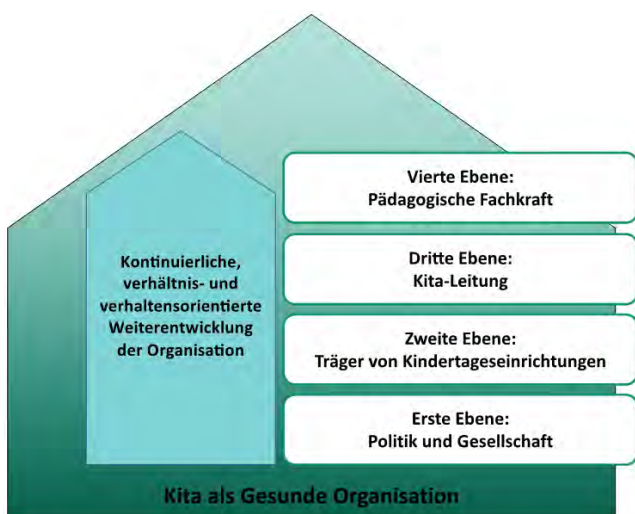 Vierte Ebene:
Pädagogische Fachkraft
Kontinuierliche,
verhältnis- und
verhaltensorientierte
Weiterentwicklung
der Organisation
Dritte Ebene:
Kita-Leitung
Zweite Ebene:
Träger von Kindertageseinrichtungen
Erste Ebene:
Politik und Gesellschaft
Kita als Gesunde Organisation